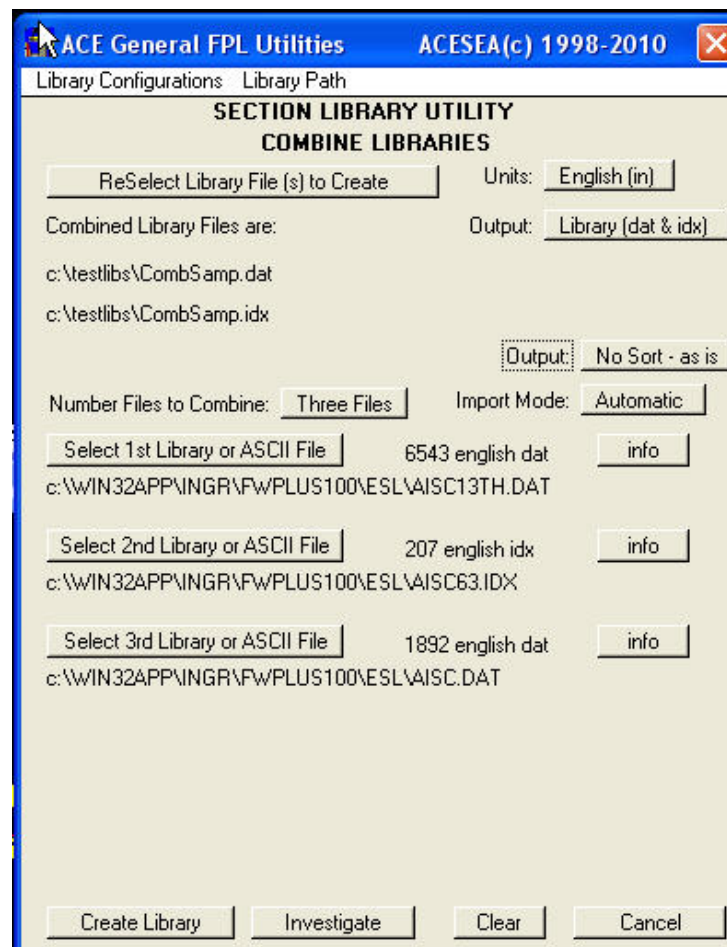 ACE General FPL Utilities ACESEA(c) 1998-2010
Library Configurations Library Path
SECTION LIBRARY UTILITY
COMBINE LIBRARIES
ReSelect Library File (s) to Create Units: English (in)
Combined Library Files are: Output: Library (dat & idx)
c:\testlibs\CombSamp.dat
c:\testlibs\CombSamp.idx
Output: No Sort - as is
Number Files to Combine: Three Files Import Mode: Automatic
Select 1st Library or ASCII File 6543 english dat info
c:\WIN32APP\INGR\FWPLUS100\ESL\AISC13TH.DAT
Select 2nd Library or ASCII File 207 english idx info
c:\WIN32APP\INGR\FWPLUS100\ESL\AISC63.IDX
Select 3rd Library or ASCII File 1892 english dat info
c:\WIN32APP\INGR\FWPLUS100\ESL\AISC.DAT
Create Library Investigate Clear Cancel